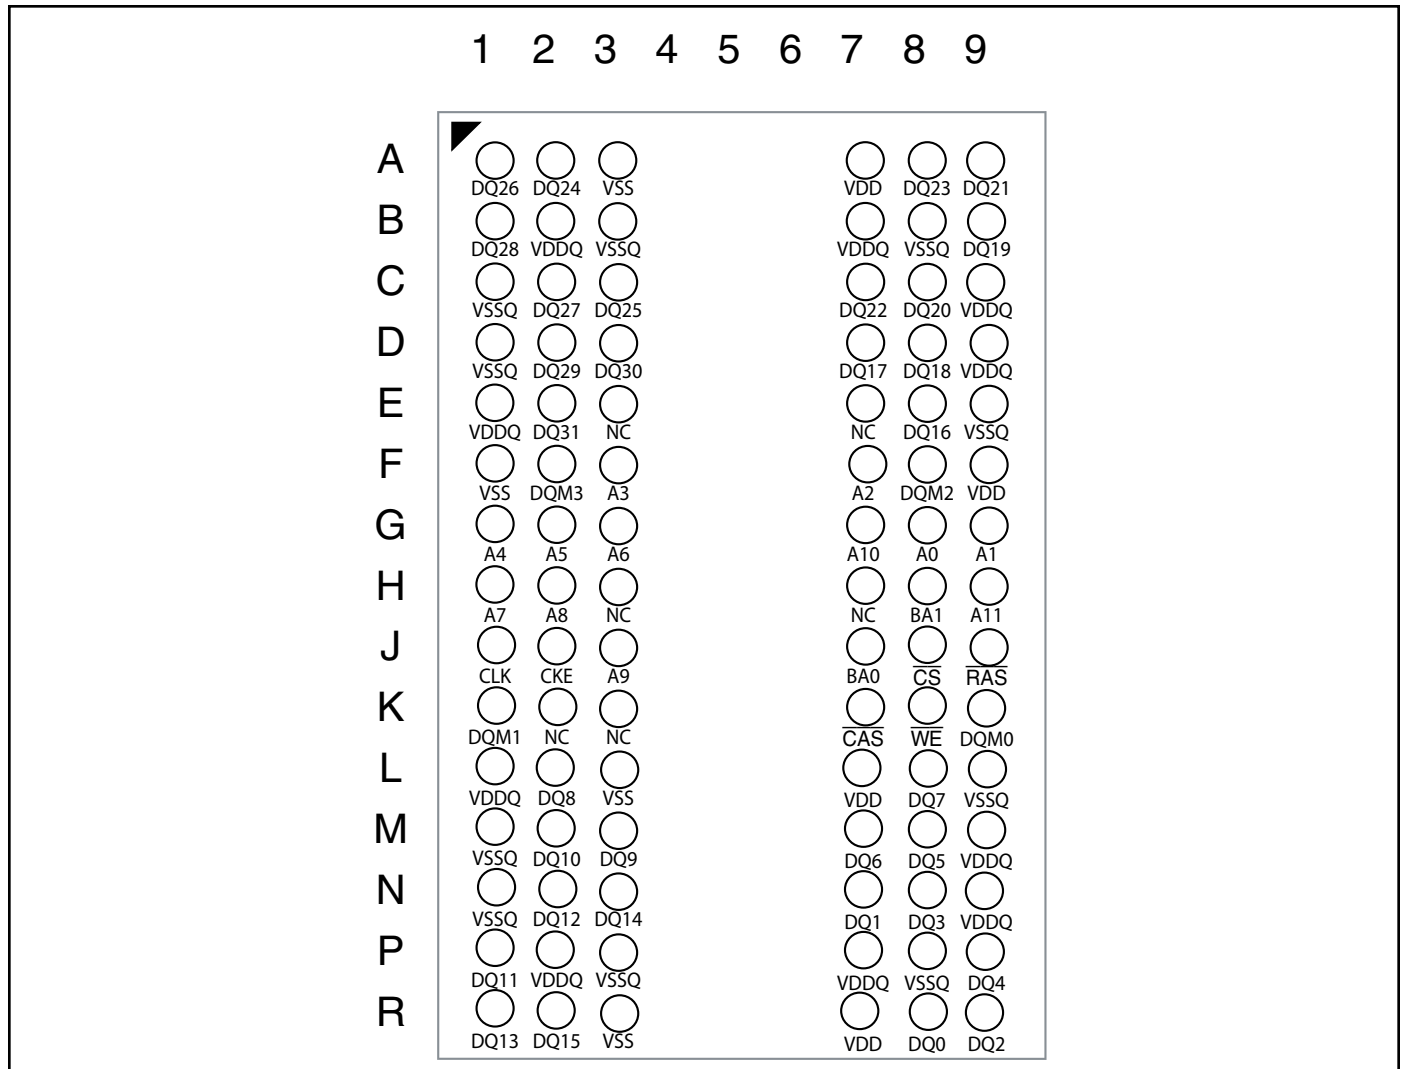 1 2 3 4 5 6 7 8 9
A
DQ26 DQ24 VSS VDD DQ23 DQ21
B
DQ28 VDDQ VSSQ VDDQ VSSQ DQ19
C
VSSQ DQ27 DQ25 DQ22 DQ20 VDDQ
D
VSSQ DQ29 DQ30 DQ17 DQ18 VDDQ
E
VDDQ DQ31 NC NC DQ16 VSSQ
F
VSS DQM3 A3 A2 DQM2 VDD
G
A4 A5 A6 A10 A0 A1
H
A7 A8 NC NC BA1 A11
J
CLK CKE A9 BA0 C̅S̅ R̅A̅S̅
K
DQM1 NC NC C̅A̅S̅ W̅E̅ DQM0
L
VDDQ DQ8 VSS VDD DQ7 VSSQ
M
VSSQ DQ10 DQ9 DQ6 DQ5 VDDQ
N
VSSQ DQ12 DQ14 DQ1 DQ3 VDDQ
P
DQ11 VDDQ VSSQ VDDQ VSSQ DQ4
R
DQ13 DQ15 VSS VDD DQ0 DQ2